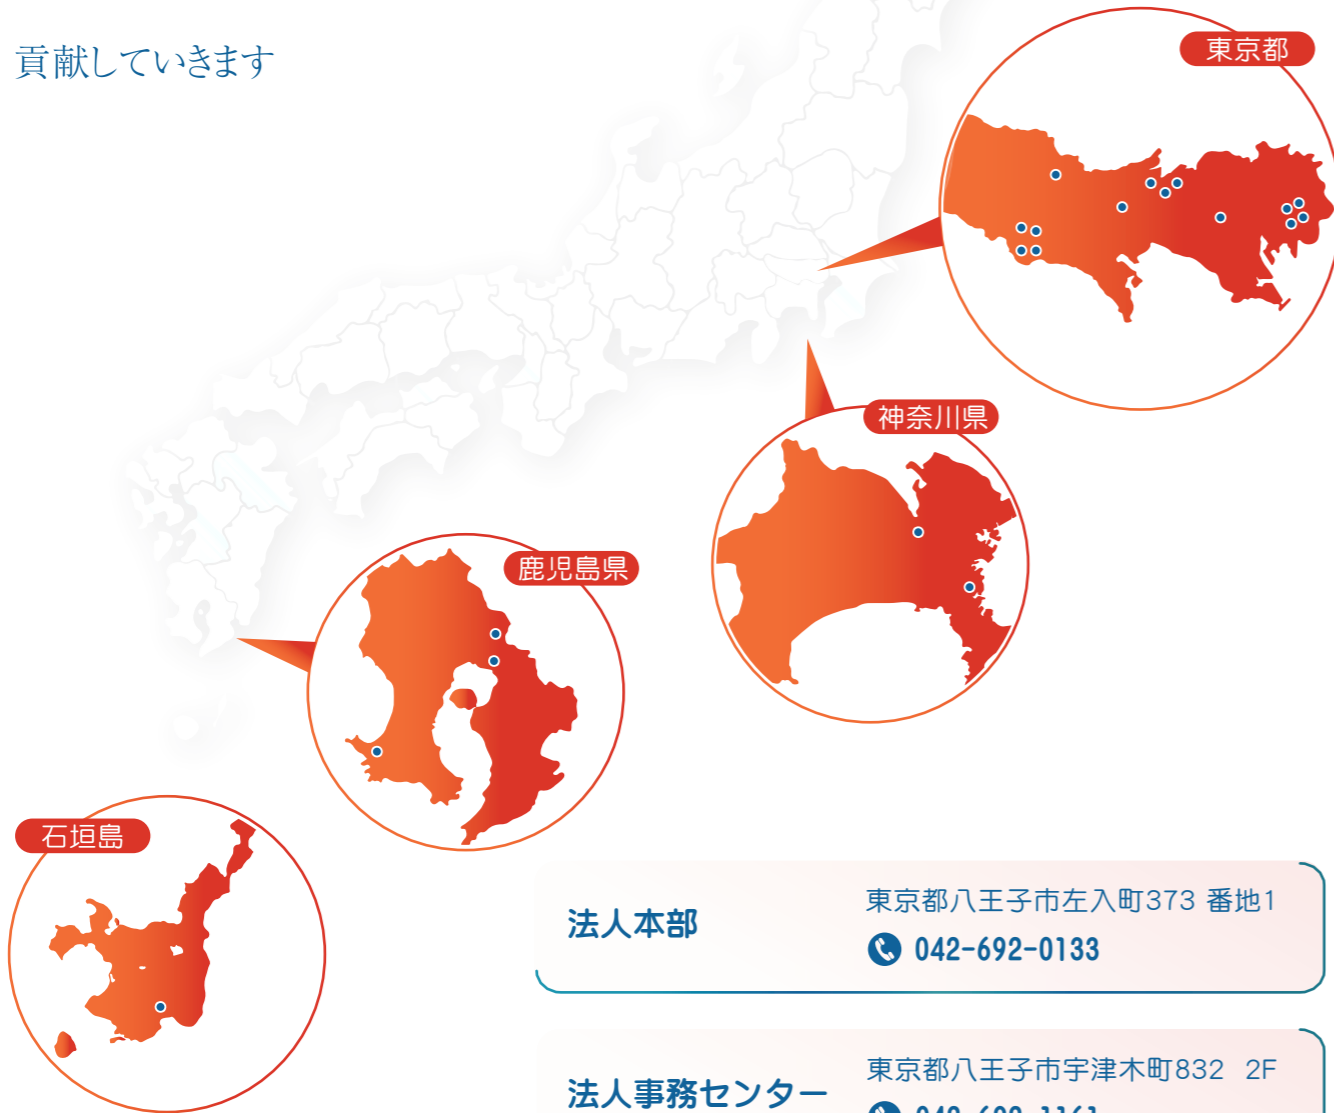 貢献していきます
東京都
神奈川県
鹿児島県
石垣島
法人本部
東京都八王子市左入町373 番地1
042-692-0133
法人事務センター
東京都八王子市宇津木町832 2F